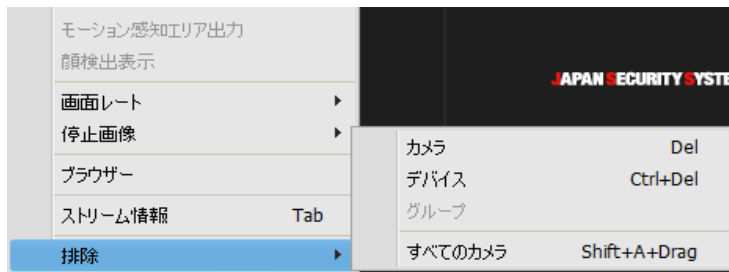 モーション感知エリア出力
顔検出表示
画面レート
停止画像
ブラウザー
ストリーム情報 Tab
排除
JAPAN SECURITY SYSTE
カメラ Del
デバイス Ctrl+Del
グループ
すべてのカメラ Shift+A+Drag